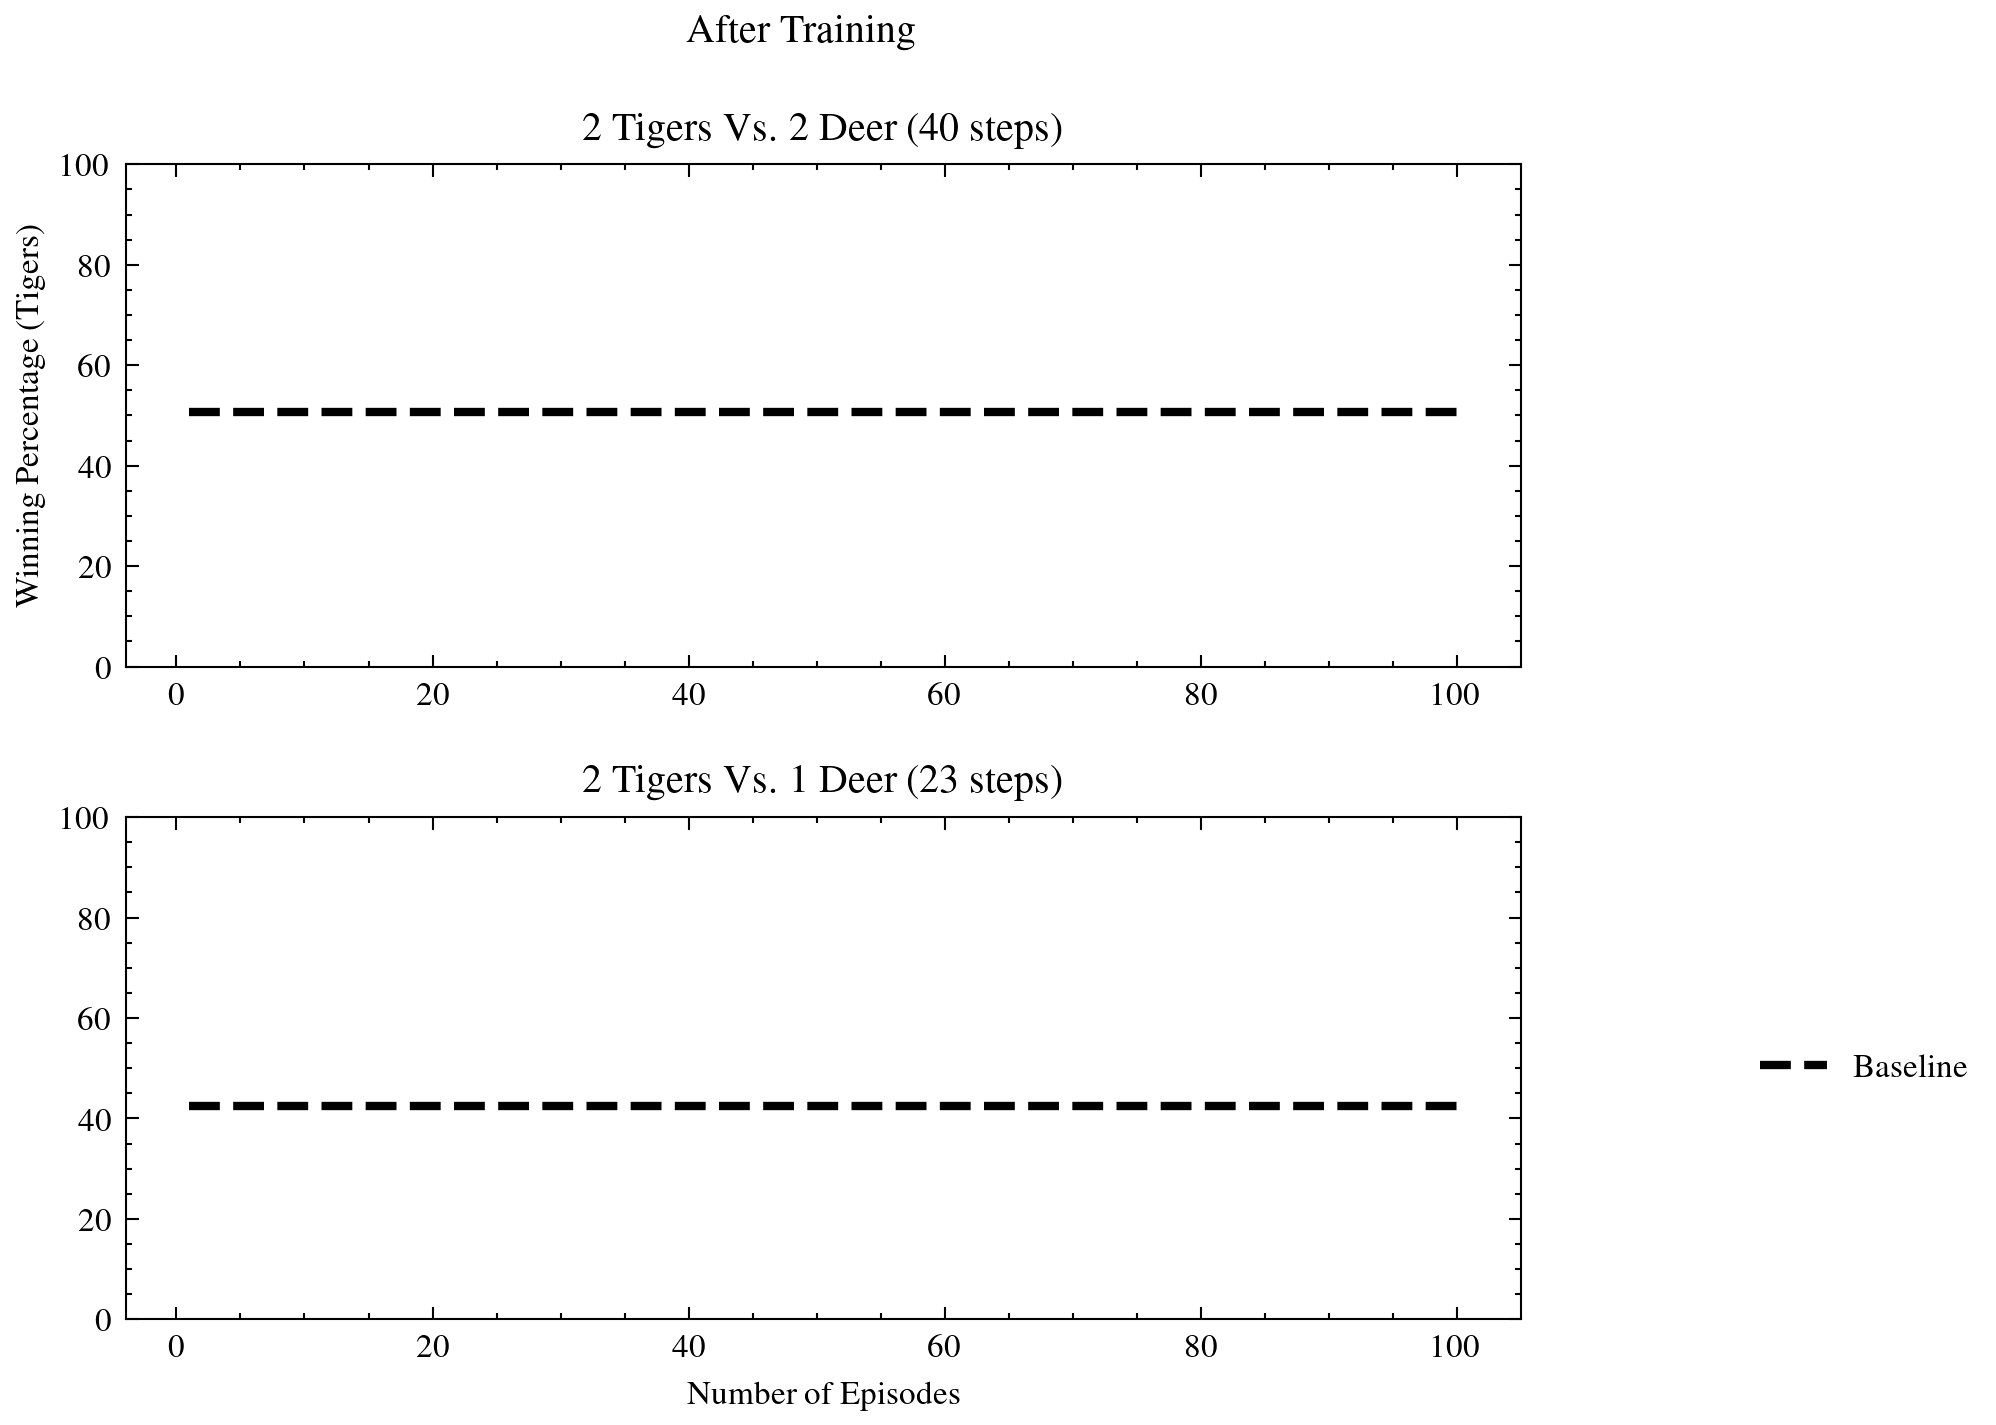 After Training
2 Tigers Vs. 2 Deer (40 steps)
Winning Percentage (Tigers)
100
80
60
40
20
0
0 20 40 60 80 100
2 Tigers Vs. 1 Deer (23 steps)
100
80
60
40
20
0
0 20 40 60 80 100
Number of Episodes
Baseline